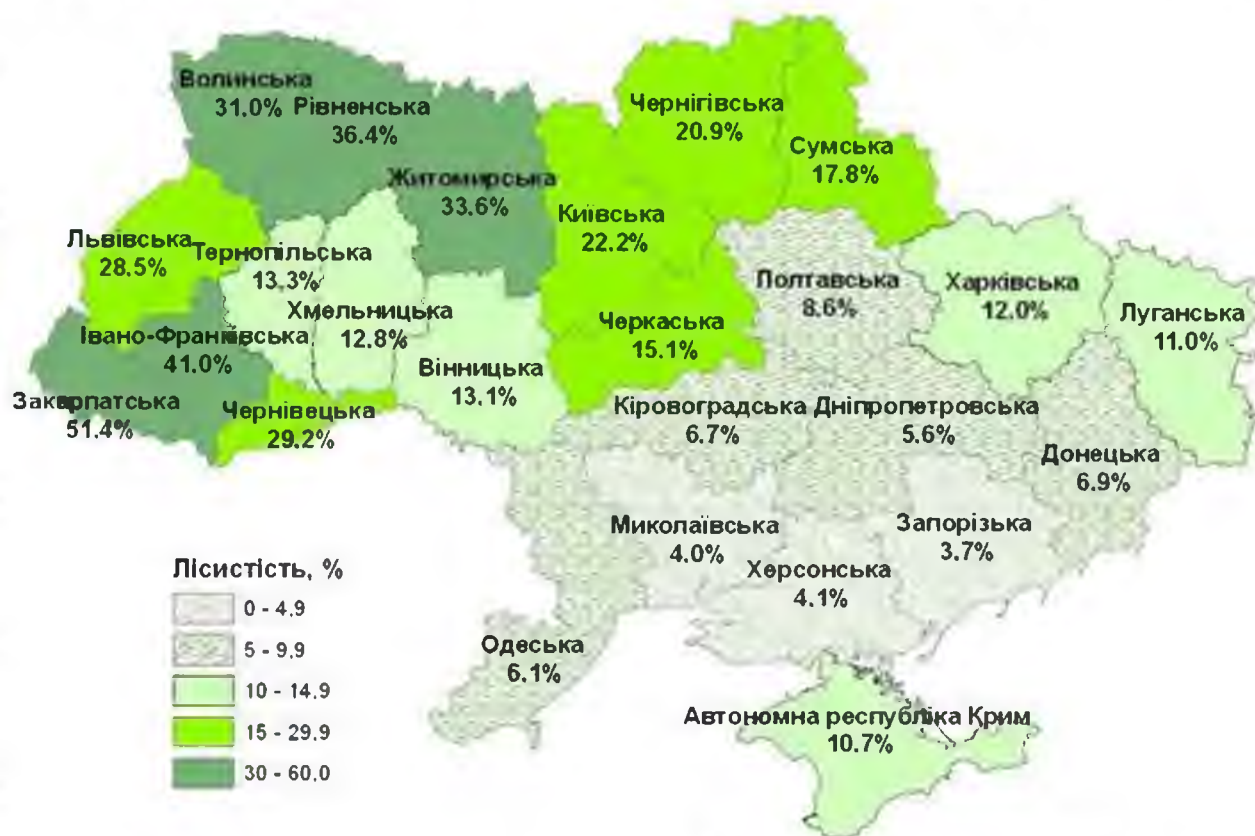 Волинська
31.0%
Рівненська
36.4%
Житомирська
33.6%
Чернігівська
20.9%
Сумська
17.8%
Київська
22.2%
Львівська
28.5%
Тернопільська
13.3%
Хмельницька
12.8%
Івано-Франківська
41.0%
Закарпатська
51.4%
Чернівецька
29.2%
Вінницька
13.1%
Черкаська
15.1%
Полтавська
8.6%
Харківська
12.0%
Луганська
11.0%
Кіровоградська
6.7%
Дніпропетровська
5.6%
Донецька
6.9%
Миколаївська
4.0%
Запорізька
3.7%
Херсонська
4.1%
Одеська
6.1%
Автономна республіка Крим
10.7%
Лісистість, %
0 - 4.9
5 - 9.9
10 - 14.9
15 - 29.9
30 - 60.0